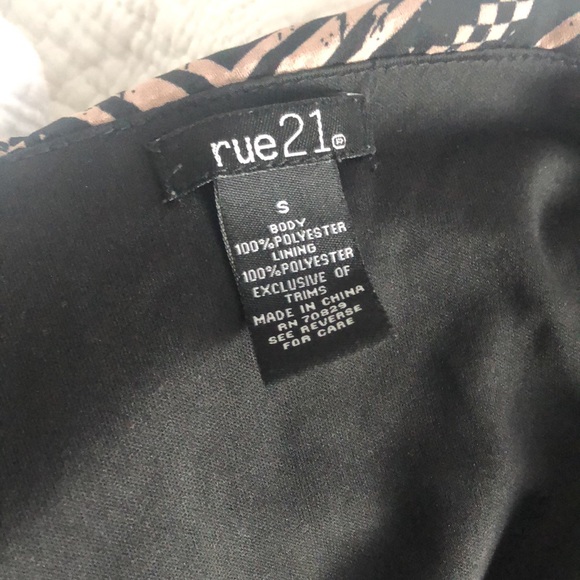 rue21®
S
BODY
100%POLYESTER
LINING
100%POLYESTER
EXCLUSIVE OF
TRIMS
MADE IN CHINA
RN 70829
SEE REVERSE
FOR CARE